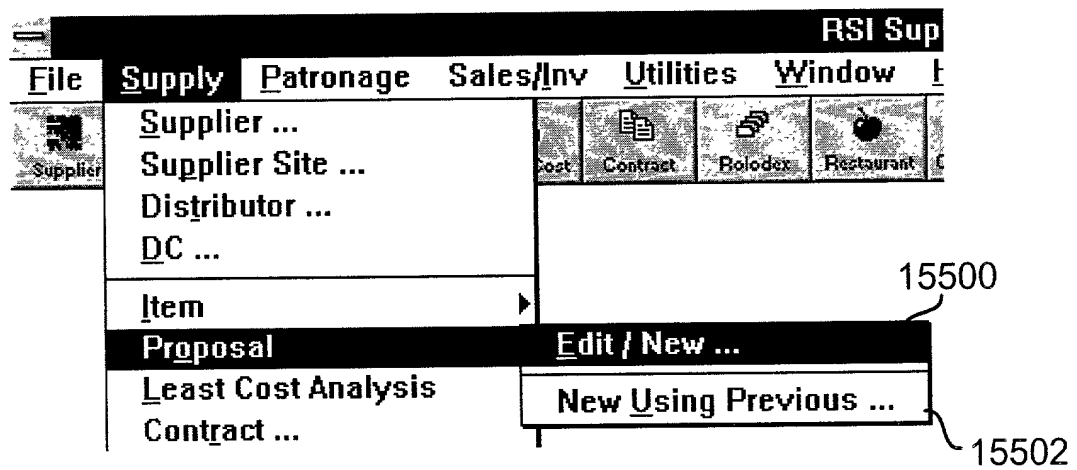 RSI Sup
File Supply Patronage Sales/Inv Utilities Window H
Supplier Cost Contract Rolodex Restaurant
Supplier ...
Supplier Site ...
Distributor ...
DC ...
15500
Item
Proposal Edit / New ...
Least Cost Analysis
New Using Previous ...
Contract ...
15502